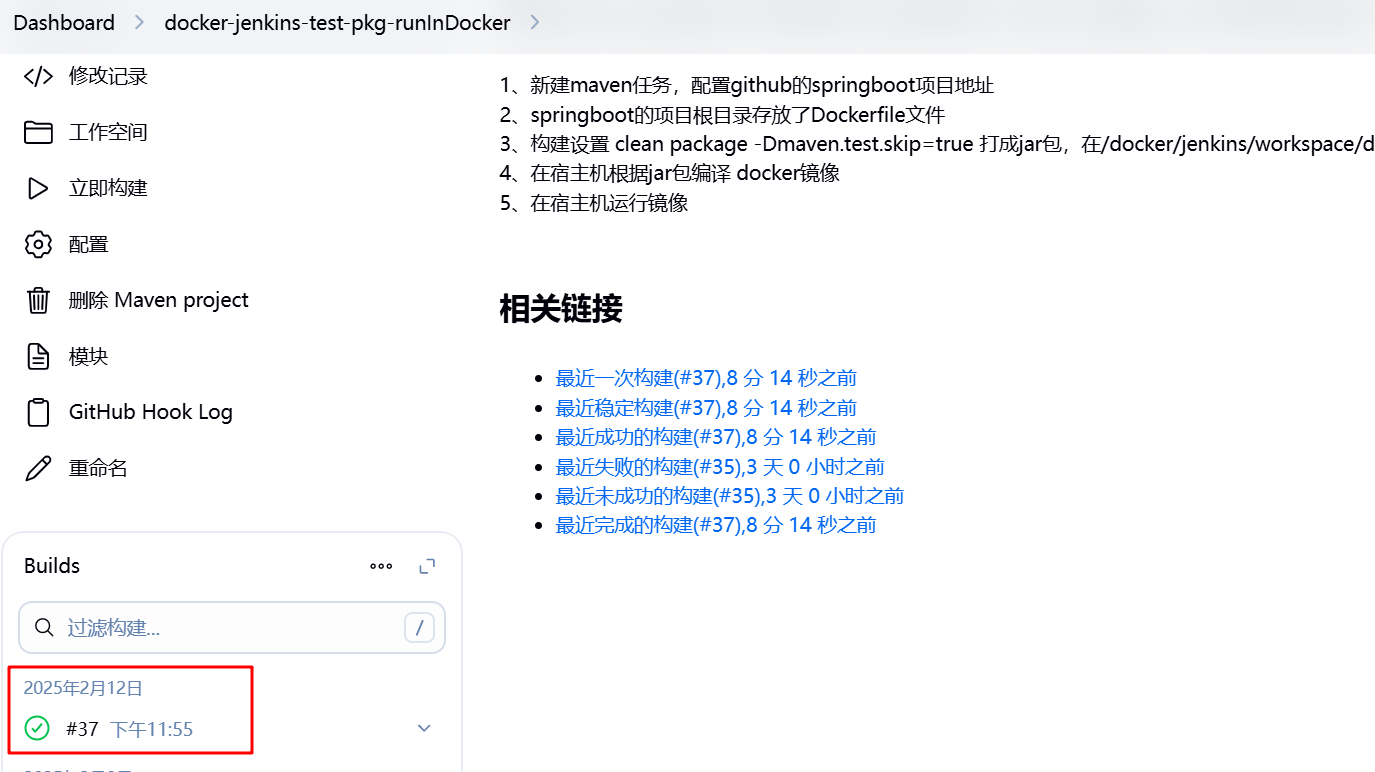 Dashboard
docker-jenkins-test-pkg-runInDocker
修改记录
工作空间
立即构建
配置
删除 Maven project
模块
GitHub Hook Log
重命名
Builds
过滤构建...
/
2025年2月12日
#37 下午11:55
1、新建maven任务，配置github的springboot项目地址
2、springboot的项目根目录存放了Dockerfile文件
3、构建设置 clean package -Dmaven.test.skip=true 打成jar包，在/docker/jenkins/workspace/d
4、在宿主机根据jar包编译 docker镜像
5、在宿主机运行镜像
相关链接
最近一次构建(#37),8 分 14 秒之前
最近稳定构建(#37),8 分 14 秒之前
最近成功的构建(#37),8 分 14 秒之前
最近失败的构建(#35),3 天 0 小时之前
最近未成功的构建(#35),3 天 0 小时之前
最近完成的构建(#37),8 分 14 秒之前